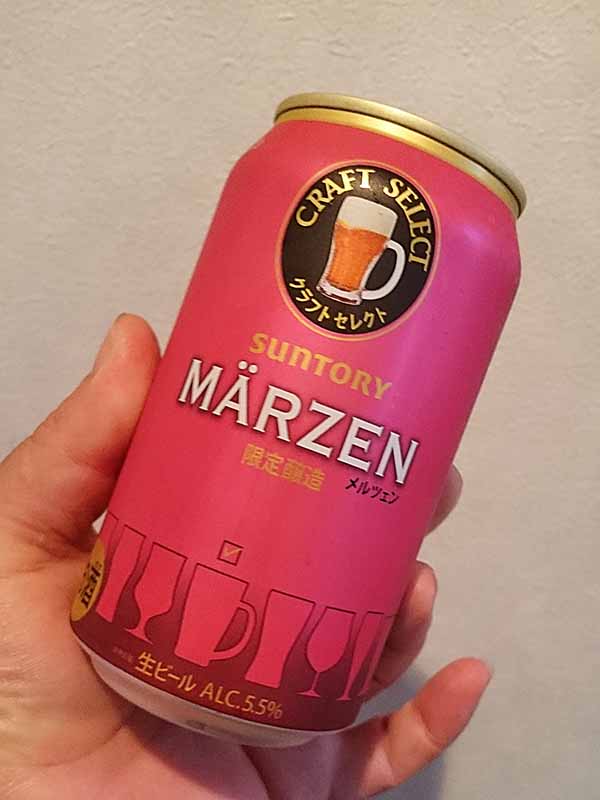 CRAFT SELECT
クラフトセレクト
SUNTORY
MÄRZEN
限定醸造 メルツェン
生ビール ALC.5.5%